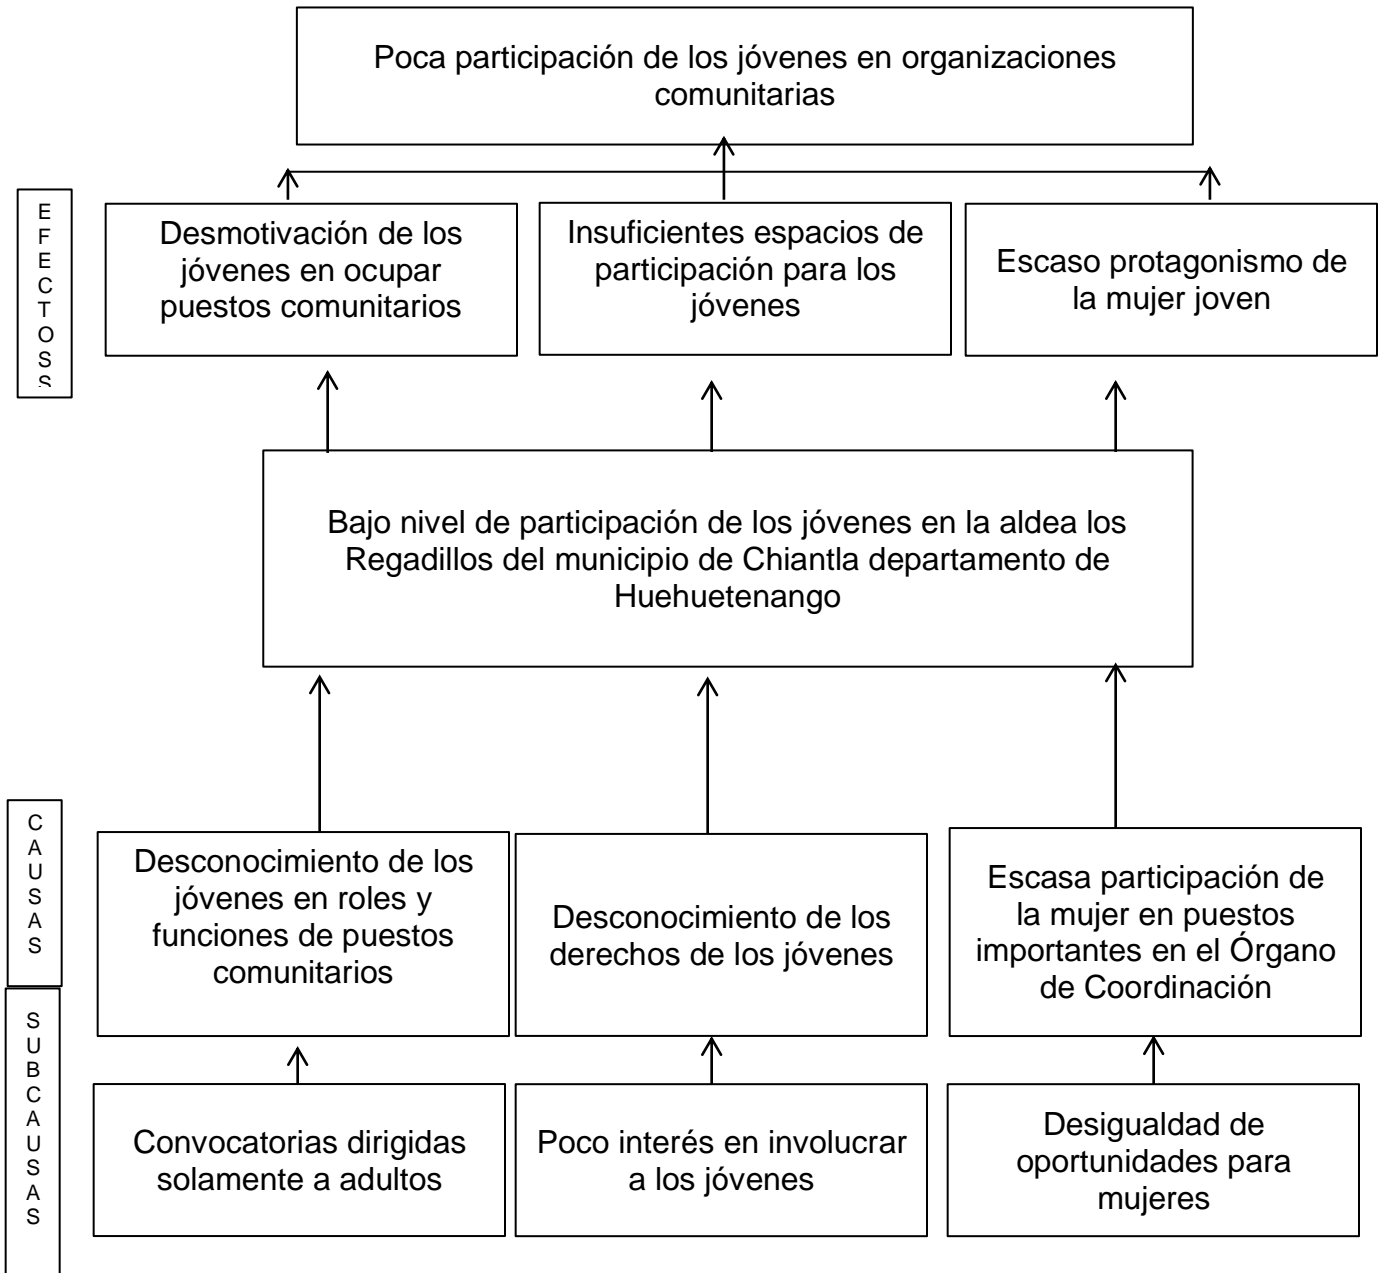 Poca participación de los jóvenes en organizaciones
comunitarias
E
F
E
C
T
O
S
S
Desmotivación de los
jóvenes en ocupar
puestos comunitarios
Insuficientes espacios de
participación para los
jóvenes
Escaso protagonismo de
la mujer joven
Bajo nivel de participación de los jóvenes en la aldea los
Regadillos del municipio de Chiantla departamento de
Huehuetenango
C
A
U
S
A
S
Desconocimiento de los
jóvenes en roles y
funciones de puestos
comunitarios
Desconocimiento de los
derechos de los jóvenes
Escasa participación de
la mujer en puestos
importantes en el Órgano
de Coordinación
S
U
B
C
A
U
S
A
S
Convocatorias dirigidas
solamente a adultos
Poco interés en involucrar
a los jóvenes
Desigualdad de
oportunidades para
mujeres